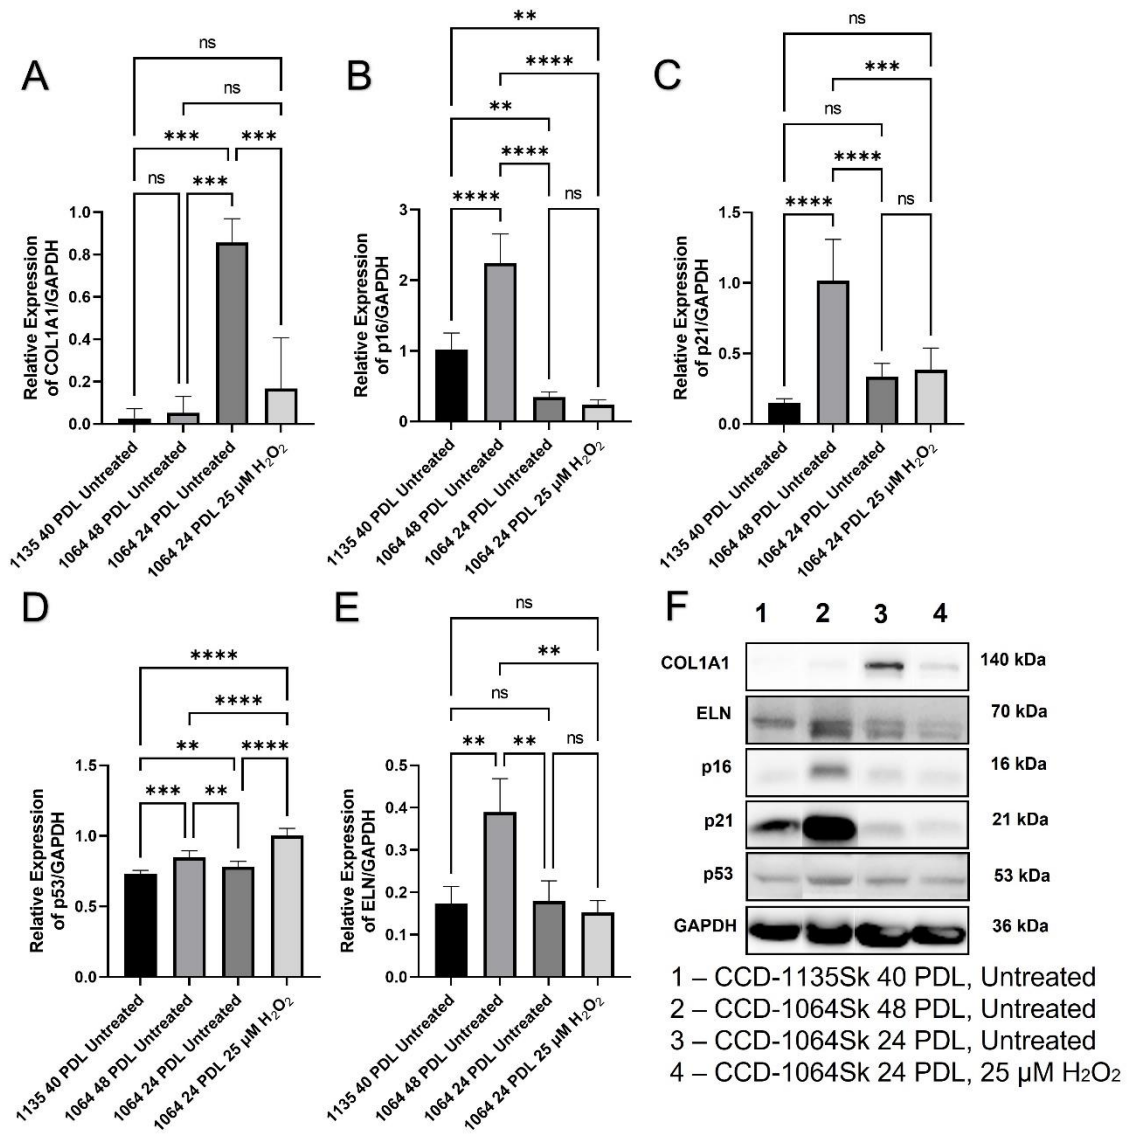 A
ns
ns
*** ***
ns ***
Relative Expression
of COL1A1/GAPDH
1.0
0.8
0.6
0.4
0.2
0.0
1135 40 PDL Untreated
1064 48 PDL Untreated
1064 24 PDL Untreated
1064 24 PDL 25 µM H₂O₂
B
**
****
**
****
**** ns
Relative Expression
of p16/GAPDH
3
2
1
0
1135 40 PDL Untreated
1064 48 PDL Untreated
1064 24 PDL Untreated
1064 24 PDL 25 µM H₂O₂
C
ns
***
ns
****
**** ns
Relative Expression
of p21/GAPDH
1.5
1.0
0.5
0.0
1135 40 PDL Untreated
1064 48 PDL Untreated
1064 24 PDL Untreated
1064 24 PDL 25 µM H₂O₂
D
****
****
** ****
*** **
Relative Expression
of p53/GAPDH
1.5
1.0
0.5
0.0
1135 40 PDL Untreated
1064 48 PDL Untreated
1064 24 PDL Untreated
1064 24 PDL 25 µM H₂O₂
E
ns
**
ns
** ** ns
Relative Expression
of ELN/GAPDH
0.5
0.4
0.3
0.2
0.1
0.0
1135 40 PDL Untreated
1064 48 PDL Untreated
1064 24 PDL Untreated
1064 24 PDL 25 µM H₂O₂
F
1 2 3 4
COL1A1 140 kDa
ELN 70 kDa
p16 16 kDa
p21 21 kDa
p53 53 kDa
GAPDH 36 kDa
1 – CCD-1135Sk 40 PDL, Untreated
2 – CCD-1064Sk 48 PDL, Untreated
3 – CCD-1064Sk 24 PDL, Untreated
4 – CCD-1064Sk 24 PDL, 25 µM H₂O₂